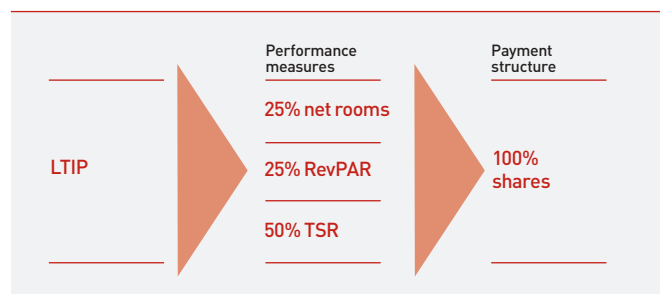 LTIP
Performance
measures
25% net rooms
25% RevPAR
50% TSR
Payment
structure
100%
shares